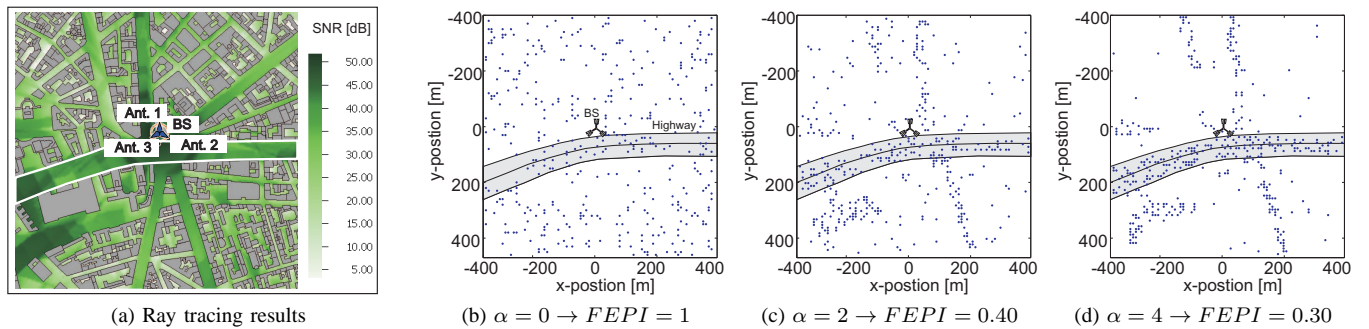 SNR [dB]
50.00
45.00
40.00
35.00
30.00
25.00
20.00
15.00
10.00
5.00
Ant. 1
BS
Ant. 3
Ant. 2
(a) Ray tracing results
y-postion [m]
-400
-200
0
200
400
BS
Highway
-400 -200 0 200 400
x-postion [m]
(b) α = 0 → FEPI = 1
y-postion [m]
-400
-200
0
200
400
-400 -200 0 200 400
x-postion [m]
(c) α = 2 → FEPI = 0.40
y-postion [m]
-400
-200
0
200
400
-400 -200 0 200 400
x-postion [m]
(d) α = 4 → FEPI = 0.30